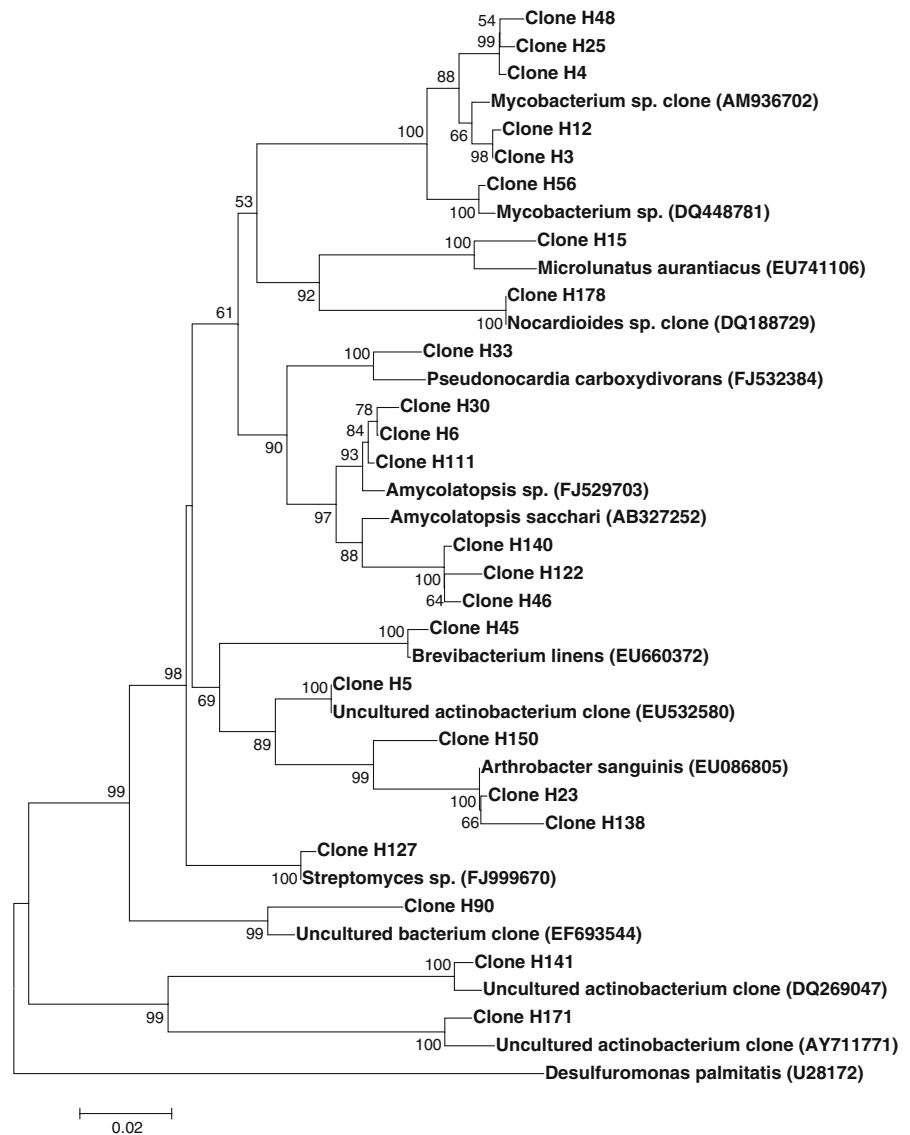 54
Clone H48
99
Clone H25
Clone H4
88
Mycobacterium sp. clone (AM936702)
100
66
Clone H12
98
Clone H3
Clone H56
100
Mycobacterium sp. (DQ448781)
53
100
Clone H15
Microlunatus aurantiacus (EU741106)
92
Clone H178
100
Nocardioides sp. clone (DQ188729)
61
100
Clone H33
Pseudonocardia carboxydivorans (FJ532384)
90
78
Clone H30
84
Clone H6
93
Clone H111
Amycolatopsis sp. (FJ529703)
97
Amycolatopsis sacchari (AB327252)
88
Clone H140
100
Clone H122
64
Clone H46
100
Clone H45
Brevibacterium linens (EU660372)
98
69
100
Clone H5
Uncultured actinobacterium clone (EU532580)
89
Clone H150
99
Arthrobacter sanguinis (EU086805)
99
100
Clone H23
66
Clone H138
Clone H127
100
Streptomyces sp. (FJ999670)
Clone H90
99
Uncultured bacterium clone (EF693544)
100
Clone H141
Uncultured actinobacterium clone (DQ269047)
99
Clone H171
100
Uncultured actinobacterium clone (AY711771)
Desulfuromonas palmitatis (U28172)
0.02